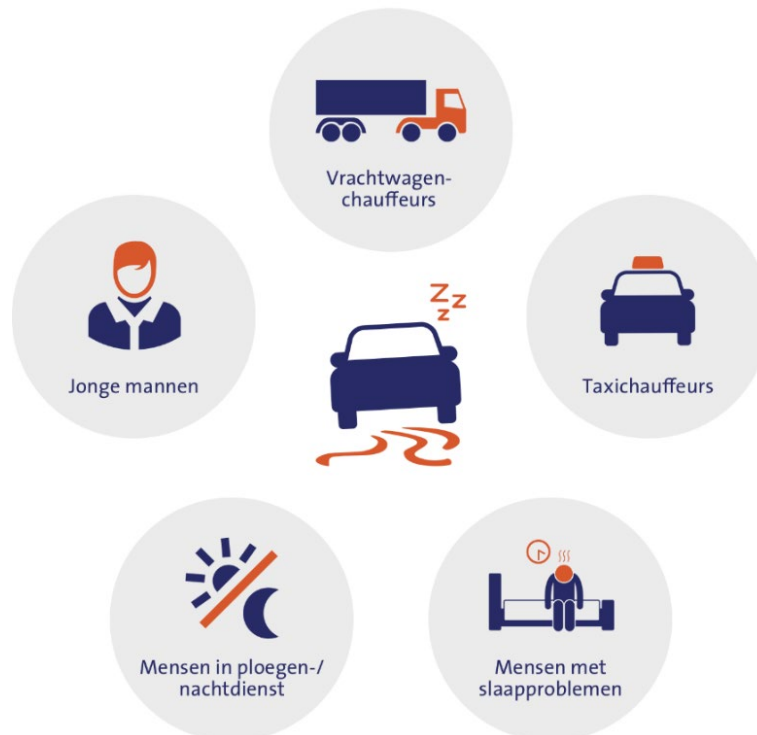 Vrachtwagen-
chauffeurs
Jonge mannen
Z
Z
z
Taxichauffeurs
Mensen in ploegen-/
nachtdienst
Mensen met
slaapproblemen